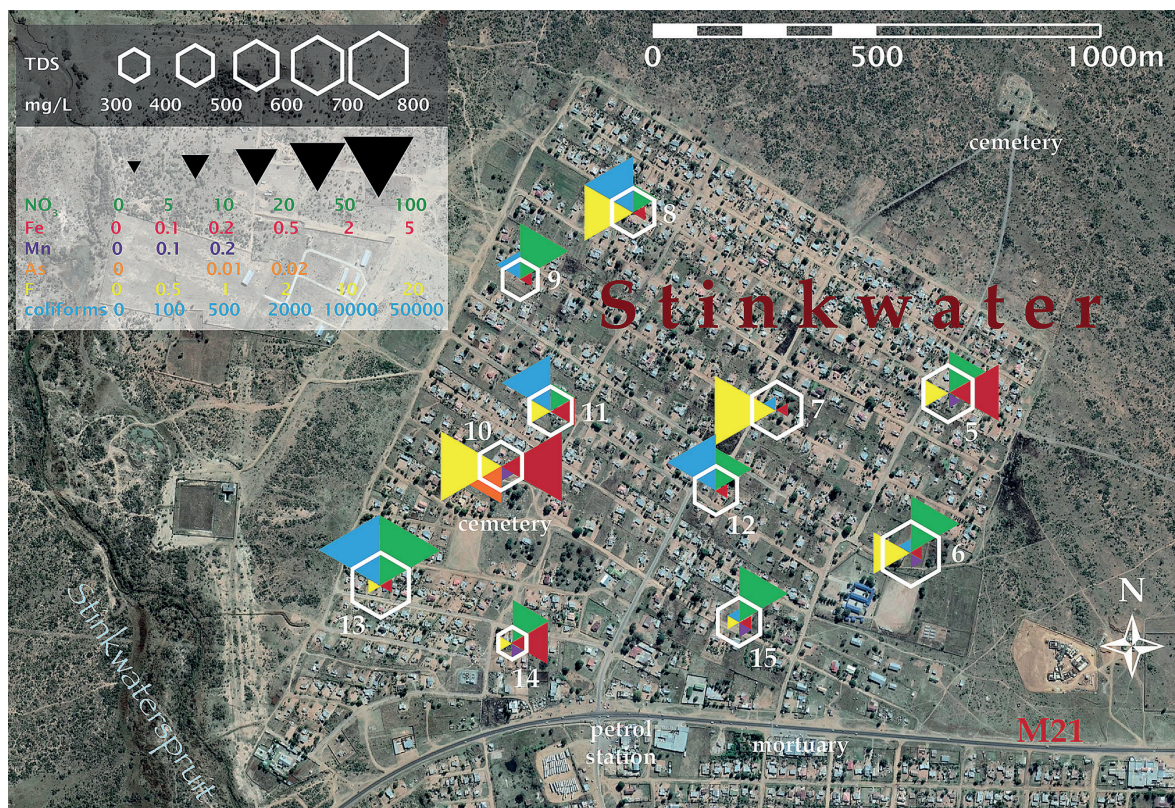 TDS
mg/L 300 400 500 600 700 800
NO3 0 5 10 20 50 100
Fe 0 0.1 0.2 0.5 2 5
Mn 0 0.1 0.2
As 0 0.01 0.02
F 0 0.5 1 2 10 20
coliforms 0 100 500 2000 10000 50000
0 500 1000m
cemetery
8
9
Stinkwater
11
7
5
10
cemetery
12
6
13
14
15
N
Stinkwaterspruit
petrol
station
mortuary
M21